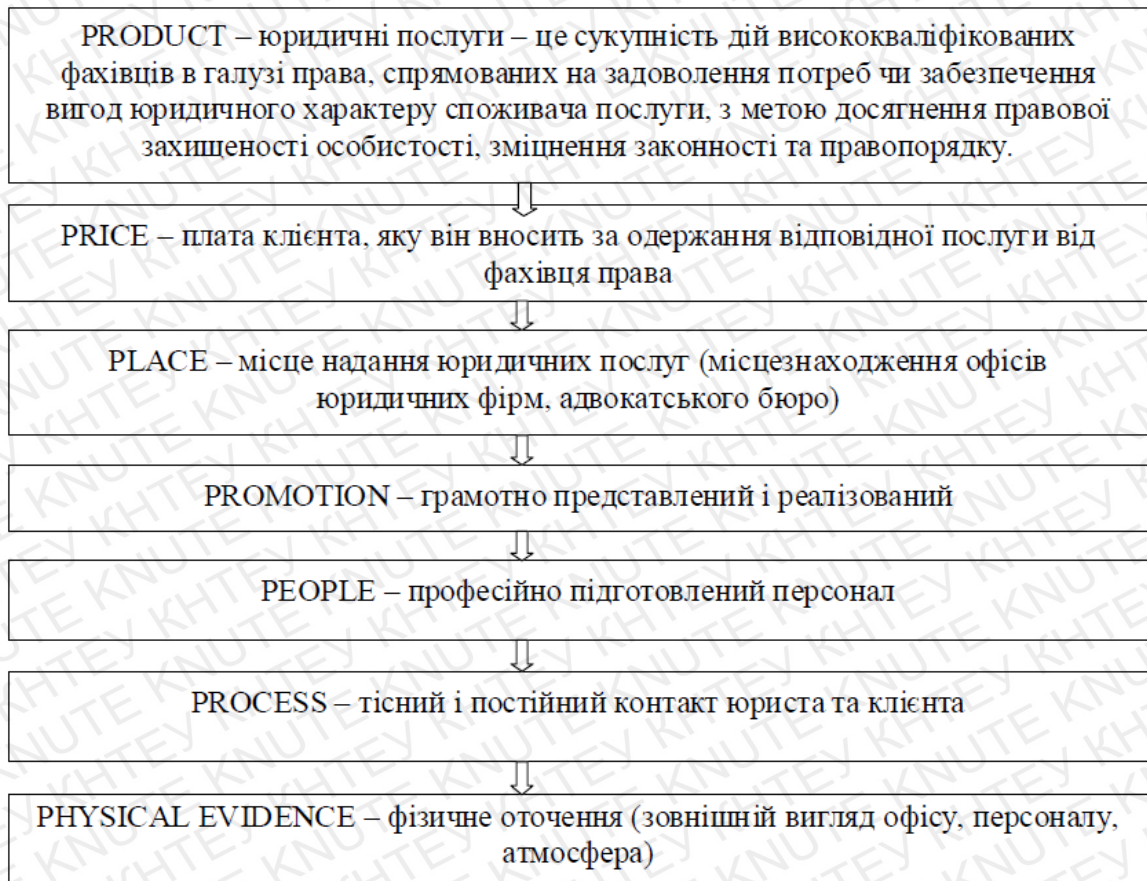 PRODUCT – юридичні послуги – це сукупність дій висококваліфікованих
фахівців в галузі права, спрямованих на задоволення потреб чи забезпечення
вигод юридичного характеру споживача послуги, з метою досягнення правової
захищеності особистості, зміцнення законності та правопорядку.
PRICE – плата клієнта, яку він вносить за одержання відповідної послуги від
фахівця права
PLACE – місце надання юридичних послуг (місцезнаходження офісів
юридичних фірм, адвокатського бюро)
PROMOTION – грамотно представлений і реалізований
PEOPLE – професійно підготовлений персонал
PROCESS – тісний і постійний контакт юриста та клієнта
PHYSICAL EVIDENCE – фізичне оточення (зовнішній вигляд офісу, персоналу,
атмосфера)